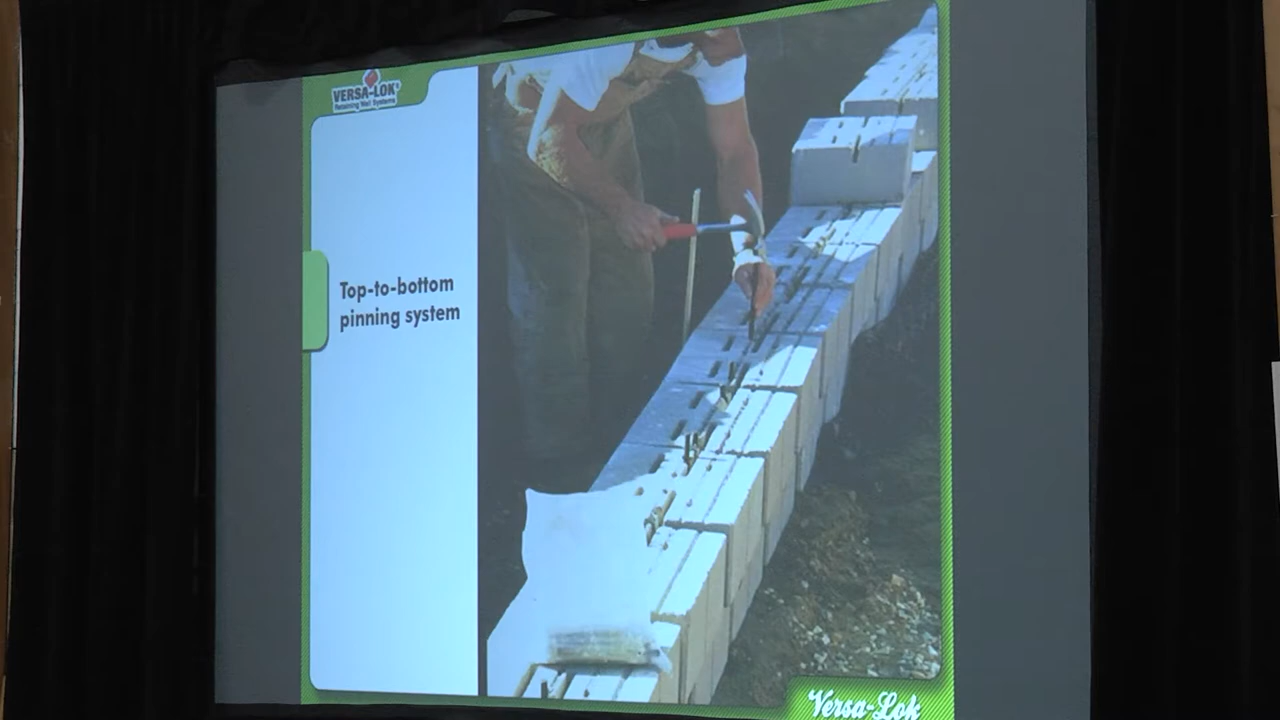 VERSA-LOK®
Retaining Wall Systems
Top-to-bottom
pinning system
Versa-Lok